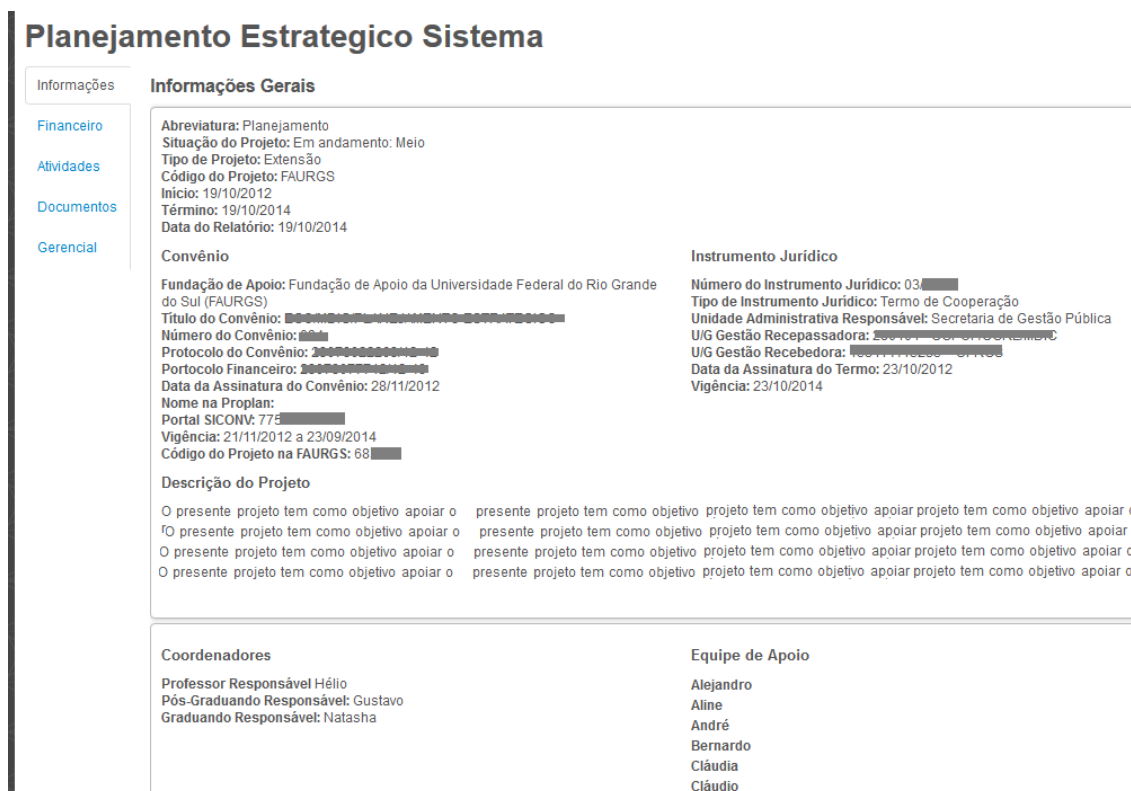 Planejamento Estrategico Sistema
Informações
Financeiro
Atividades
Documentos
Gerencial
Informações Gerais
Abreviatura: Planejamento
Situação do Projeto: Em andamento: Meio
Tipo de Projeto: Extensão
Código do Projeto: FAURGS
Início: 19/10/2012
Término: 19/10/2014
Data do Relatório: 19/10/2014
Convênio
Fundação de Apoio: Fundação de Apoio da Universidade Federal do Rio Grande
do Sul (FAURGS)
Título do Convênio:
Número do Convênio:
Protocolo do Convênio:
Portocolo Financeiro:
Data da Assinatura do Convênio: 28/11/2012
Nome na Proplan:
Portal SICONV: 775
Vigência: 21/11/2012 a 23/09/2014
Código do Projeto na FAURGS: 68
Instrumento Jurídico
Número do Instrumento Jurídico: 03/
Tipo de Instrumento Jurídico: Termo de Cooperação
Unidade Administrativa Responsável: Secretaria de Gestão Pública
U/G Gestão Recepassadora:
U/G Gestão Recebedora:
Data da Assinatura do Termo: 23/10/2012
Vigência: 23/10/2014
Descrição do Projeto
O presente projeto tem como objetivo apoiar o presente projeto tem como objetivo projeto tem como objetivo apoiar projeto tem como objetivo apoiar
O presente projeto tem como objetivo apoiar o presente projeto tem como objetivo projeto tem como objetivo apoiar projeto tem como objetivo apoiar
O presente projeto tem como objetivo apoiar o presente projeto tem como objetivo projeto tem como objetivo apoiar projeto tem como objetivo apoiar
O presente projeto tem como objetivo apoiar o presente projeto tem como objetivo projeto tem como objetivo apoiar projeto tem como objetivo apoiar
Coordenadores
Professor Responsável Hélio
Pós-Graduando Responsável: Gustavo
Graduando Responsável: Natasha
Equipe de Apoio
Alejandro
Aline
André
Bernardo
Cláudia
Cláudio